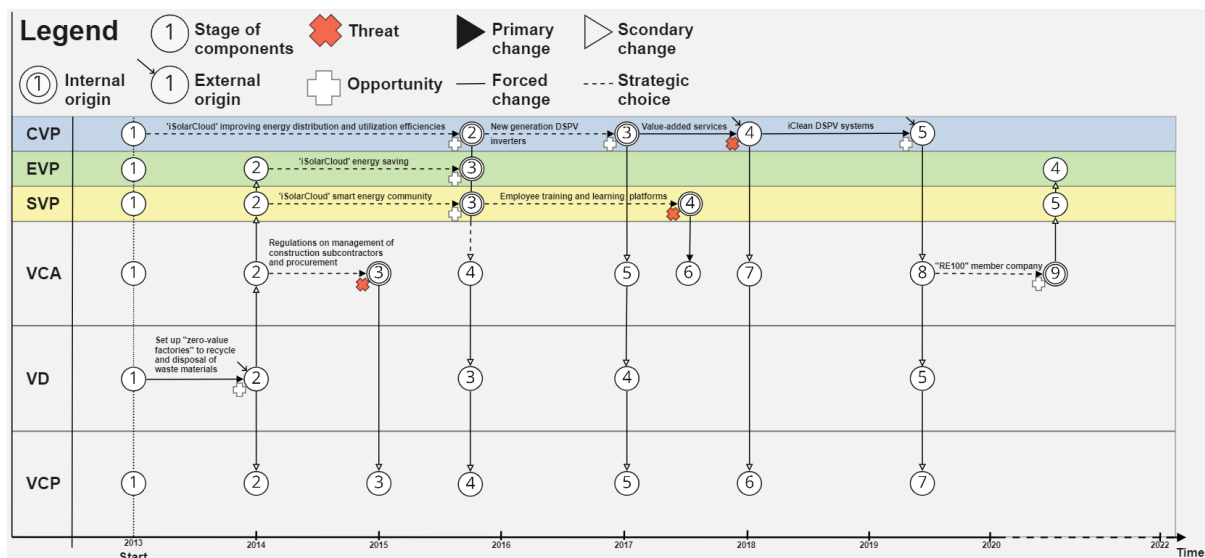 Legend
1
Stage of
components
Threat
Primary
change
Scondary
change
1
Internal
origin
1
External
origin
Opportunity
Forced
change
Strategic
choice
CVP
1
'iSolarCloud' improving energy distribution and utilization efficiencies
2
New generation DSPV
inverters
3
Value-added services
4
iClean DSPV systems
5
EVP
1
2
'iSolarCloud' energy saving
3
4
SVP
1
2
'iSolarCloud' smart energy community
3
Employee training and learning platforms
4
5
VCA
1
2
Regulations on management of
construction subcontractors
and procurement
3
4
5
6
7
8
"RE100" member company
9
VD
1
Set up "zero-value
factories" to recycle
and disposal of
waste materials
2
3
4
5
VCP
1
2
3
4
5
6
7
2013
2014
2015
2016
2017
2018
2019
2020
2022
Start
Time